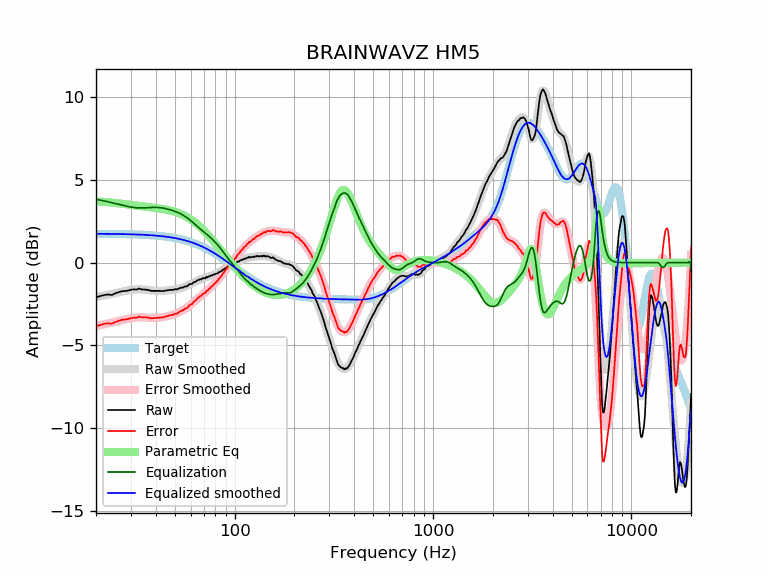 BRAINWAVZ HM5
Amplitude (dBr)
10
5
0
−5
−10
−15
Target
Raw Smoothed
Error Smoothed
Raw
Error
Parametric Eq
Equalization
Equalized smoothed
100
1000
10000
Frequency (Hz)